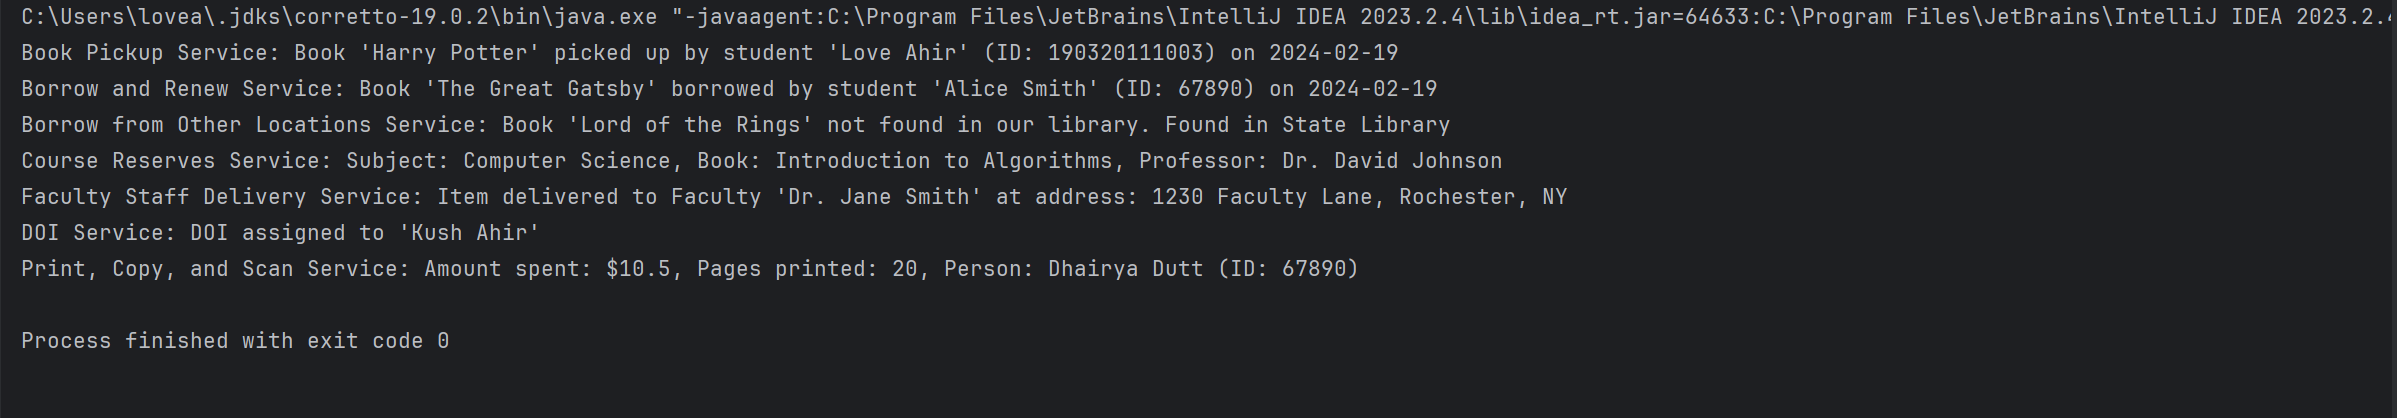 C:\Users\lovea\.jdks\corretto-19.0.2\bin\java.exe "-javaagent:C:\Program Files\JetBrains\IntelliJ IDEA 2023.2.4\lib\idea_rt.jar=64633:C:\Program Files\JetBrains\IntelliJ IDEA 2023.2.4
Book Pickup Service: Book 'Harry Potter' picked up by student 'Love Ahir' (ID: 190320111003) on 2024-02-19
Borrow and Renew Service: Book 'The Great Gatsby' borrowed by student 'Alice Smith' (ID: 67890) on 2024-02-19
Borrow from Other Locations Service: Book 'Lord of the Rings' not found in our library. Found in State Library
Course Reserves Service: Subject: Computer Science, Book: Introduction to Algorithms, Professor: Dr. David Johnson
Faculty Staff Delivery Service: Item delivered to Faculty 'Dr. Jane Smith' at address: 1230 Faculty Lane, Rochester, NY
DOI Service: DOI assigned to 'Kush Ahir'
Print, Copy, and Scan Service: Amount spent: $10.5, Pages printed: 20, Person: Dhairya Dutt (ID: 67890)
Process finished with exit code 0